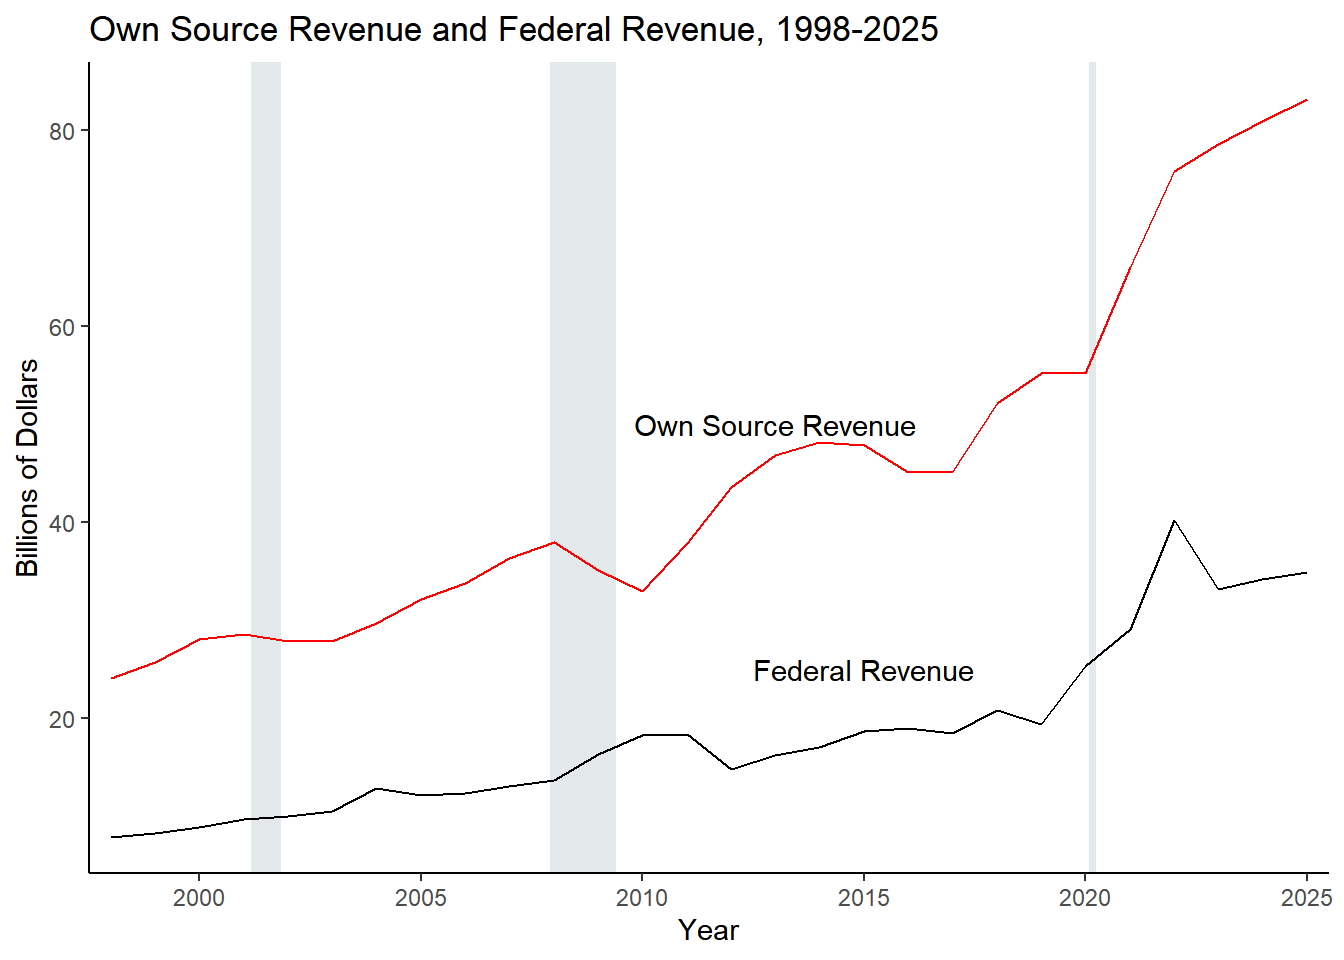 Own Source Revenue and Federal Revenue, 1998-2025
Billions of Dollars
80
60
40
20
Own Source Revenue
Federal Revenue
2000
2005
2010
2015
2020
2025
Year